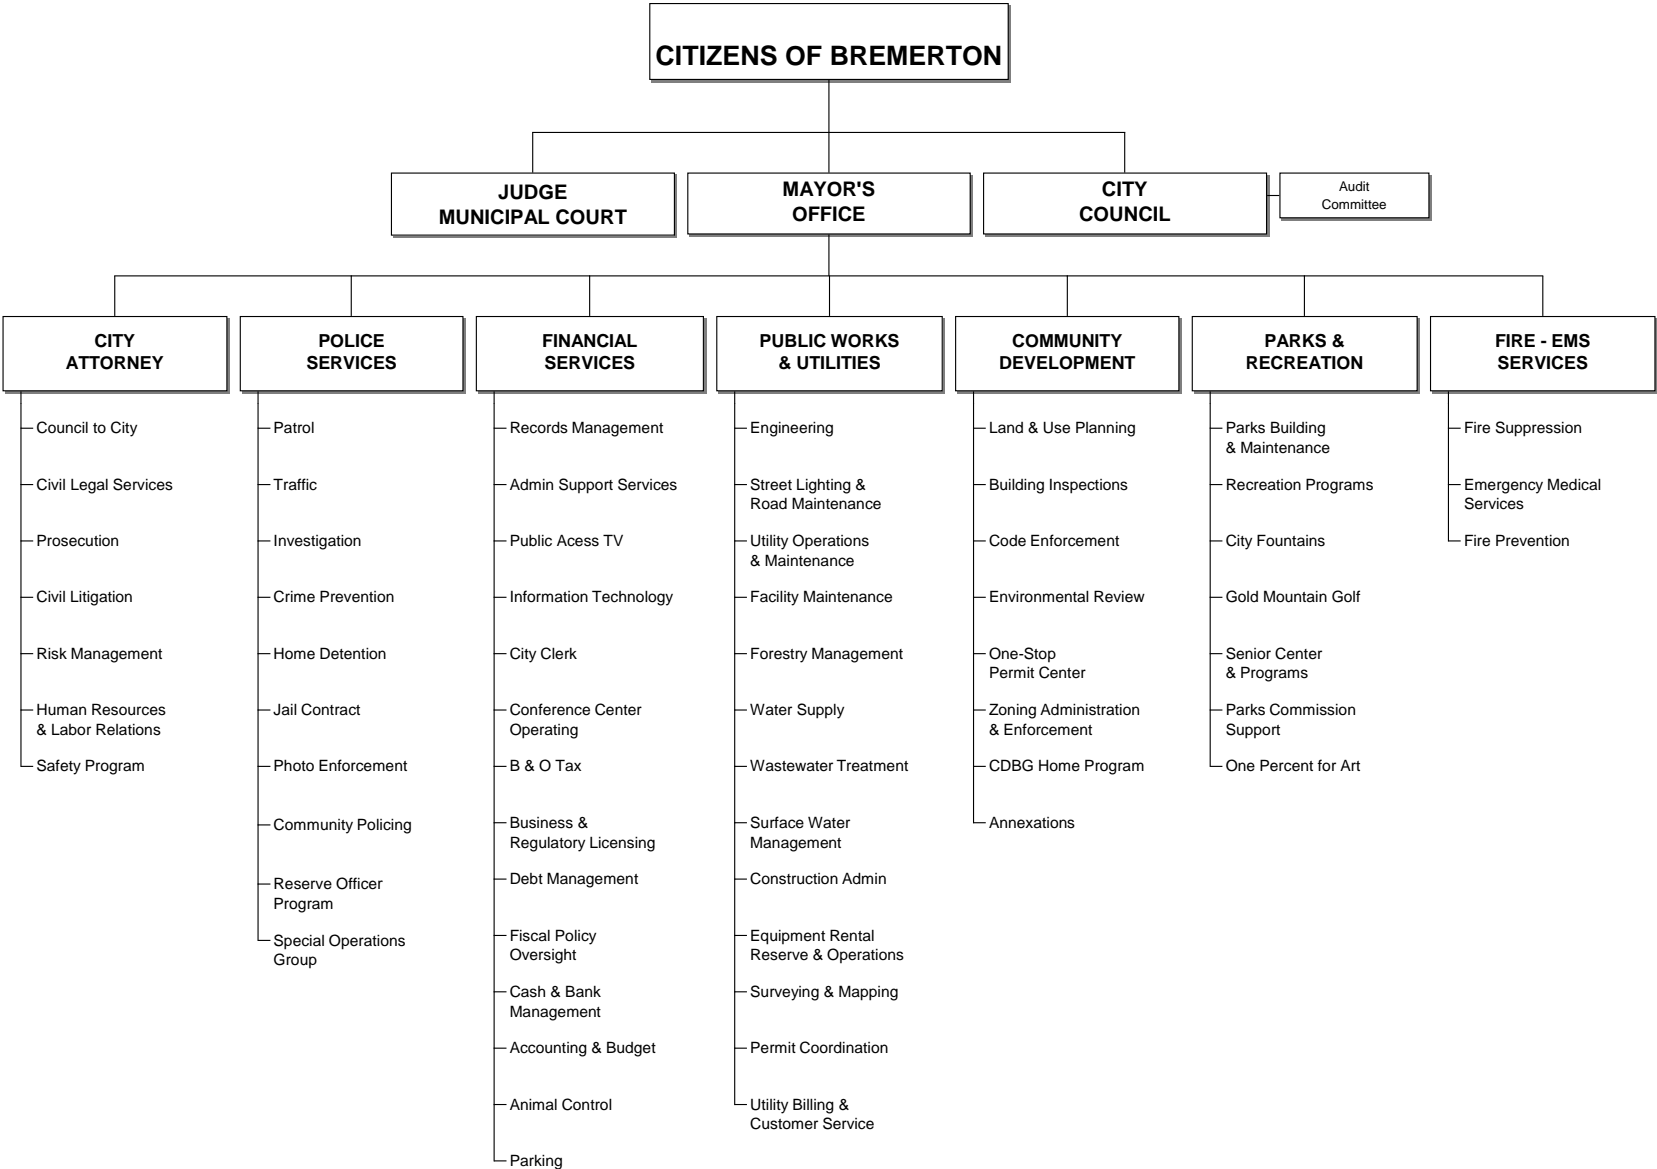 CITIZENS OF BREMERTON
JUDGE
MUNICIPAL COURT
MAYOR'S
OFFICE
CITY
COUNCIL
Audit
Committee
CITY
ATTORNEY
Council to City
Civil Legal Services
Prosecution
Civil Litigation
Risk Management
Human Resources
& Labor Relations
Safety Program
POLICE
SERVICES
Patrol
Traffic
Investigation
Crime Prevention
Home Detention
Jail Contract
Photo Enforcement
Community Policing
Reserve Officer
Program
Special Operations
Group
FINANCIAL
SERVICES
Records Management
Admin Support Services
Public Acess TV
Information Technology
City Clerk
Conference Center
Operating
B & O Tax
Business &
Regulatory Licensing
Debt Management
Fiscal Policy
Oversight
Cash & Bank
Management
Accounting & Budget
Animal Control
Parking
PUBLIC WORKS
& UTILITIES
Engineering
Street Lighting &
Road Maintenance
Utility Operations
& Maintenance
Facility Maintenance
Forestry Management
Water Supply
Wastewater Treatment
Surface Water
Management
Construction Admin
Equipment Rental
Reserve & Operations
Surveying & Mapping
Permit Coordination
Utility Billing &
Customer Service
COMMUNITY
DEVELOPMENT
Land & Use Planning
Building Inspections
Code Enforcement
Environmental Review
One-Stop
Permit Center
Zoning Administration
& Enforcement
CDBG Home Program
Annexations
PARKS &
RECREATION
Parks Building
& Maintenance
Recreation Programs
City Fountains
Gold Mountain Golf
Senior Center
& Programs
Parks Commission
Support
One Percent for Art
FIRE - EMS
SERVICES
Fire Suppression
Emergency Medical
Services
Fire Prevention